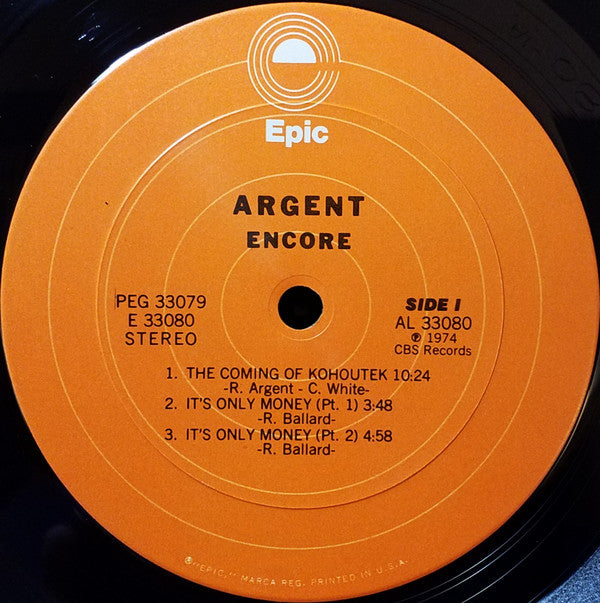 Epic
ARGENT
ENCORE
PEG 33079
E 33080
STEREO
SIDE 1
AL 33080
Ⓟ 1974
CBS Records
1. THE COMING OF KOHOUTEK 10:24
-R. Argent - C. White-
2. IT'S ONLY MONEY (Pt. 1) 3:48
-R. Ballard-
3. IT'S ONLY MONEY (Pt. 2) 4:58
-R. Ballard-
®"EPIC," MARCA REG. PRINTED IN U.S.A.